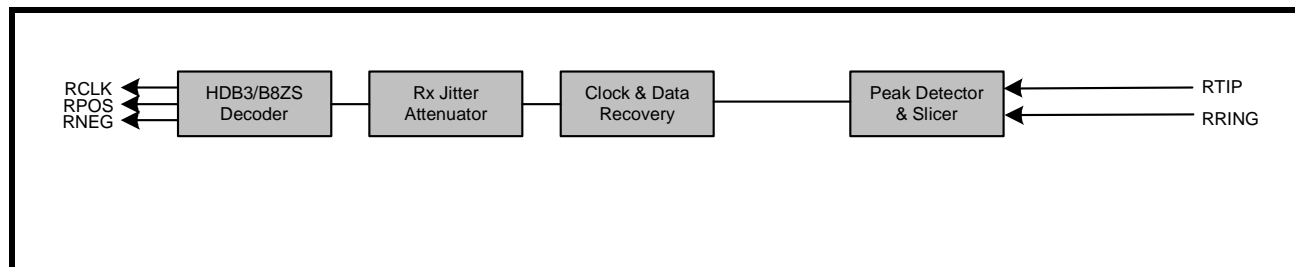 RCLK
RPOS
RNEG
HDB3/B8ZS
Decoder
Rx Jitter
Attenuator
Clock & Data
Recovery
Peak Detector
& Slicer
RTIP
RRING